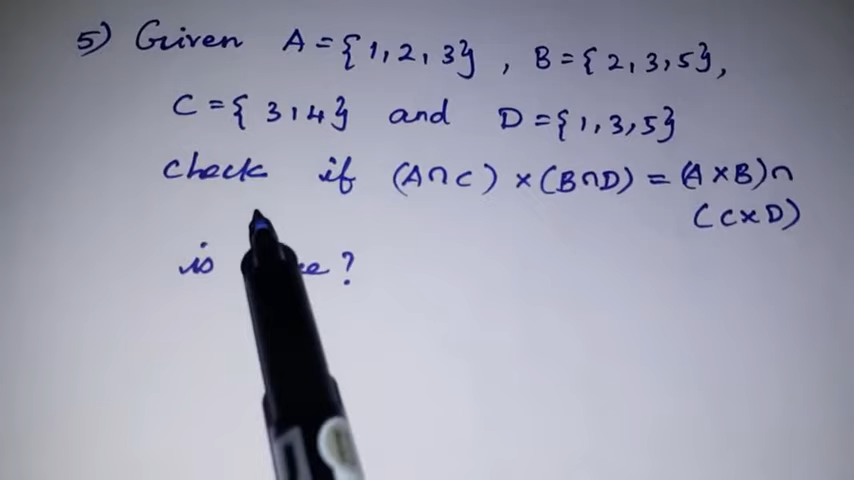 5) Given A = {1, 2, 3}, B = {2, 3, 5},
C = {3, 4} and D = {1, 3, 5}
check if (A∩C) × (B∩D) = (A×B)∩
(C×D)
is ?